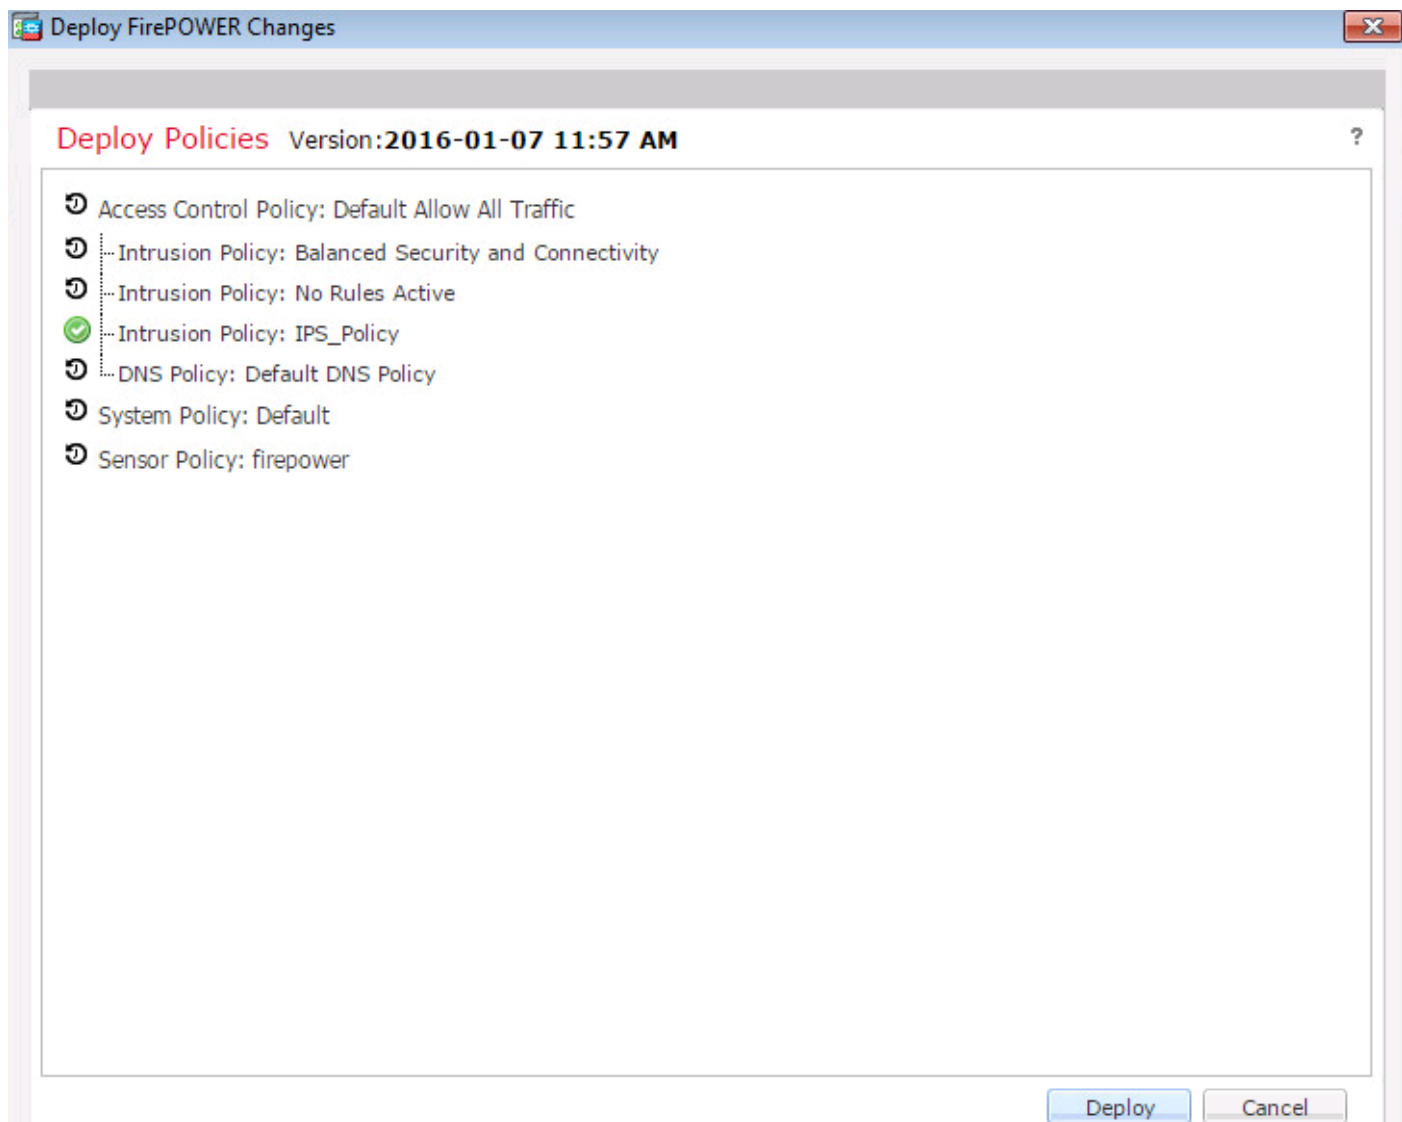 Deploy FirePOWER Changes
Deploy Policies Version:2016-01-07 11:57 AM ?
Access Control Policy: Default Allow All Traffic
Intrusion Policy: Balanced Security and Connectivity
Intrusion Policy: No Rules Active
Intrusion Policy: IPS_Policy
DNS Policy: Default DNS Policy
System Policy: Default
Sensor Policy: firepower
Deploy Cancel